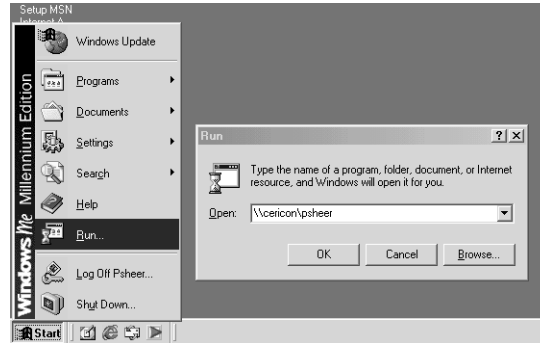 Setup MSN
Internet A
Windows Update
Programs
Documents
Settings
Search
Help
Run...
Log Off Psheer...
Shut Down...
Windows Me Millennium Edition
Start
Run
Type the name of a program, folder, document, or Internet
resource, and Windows will open it for you.
Open: \\cericon\psheer
OK Cancel Browse...